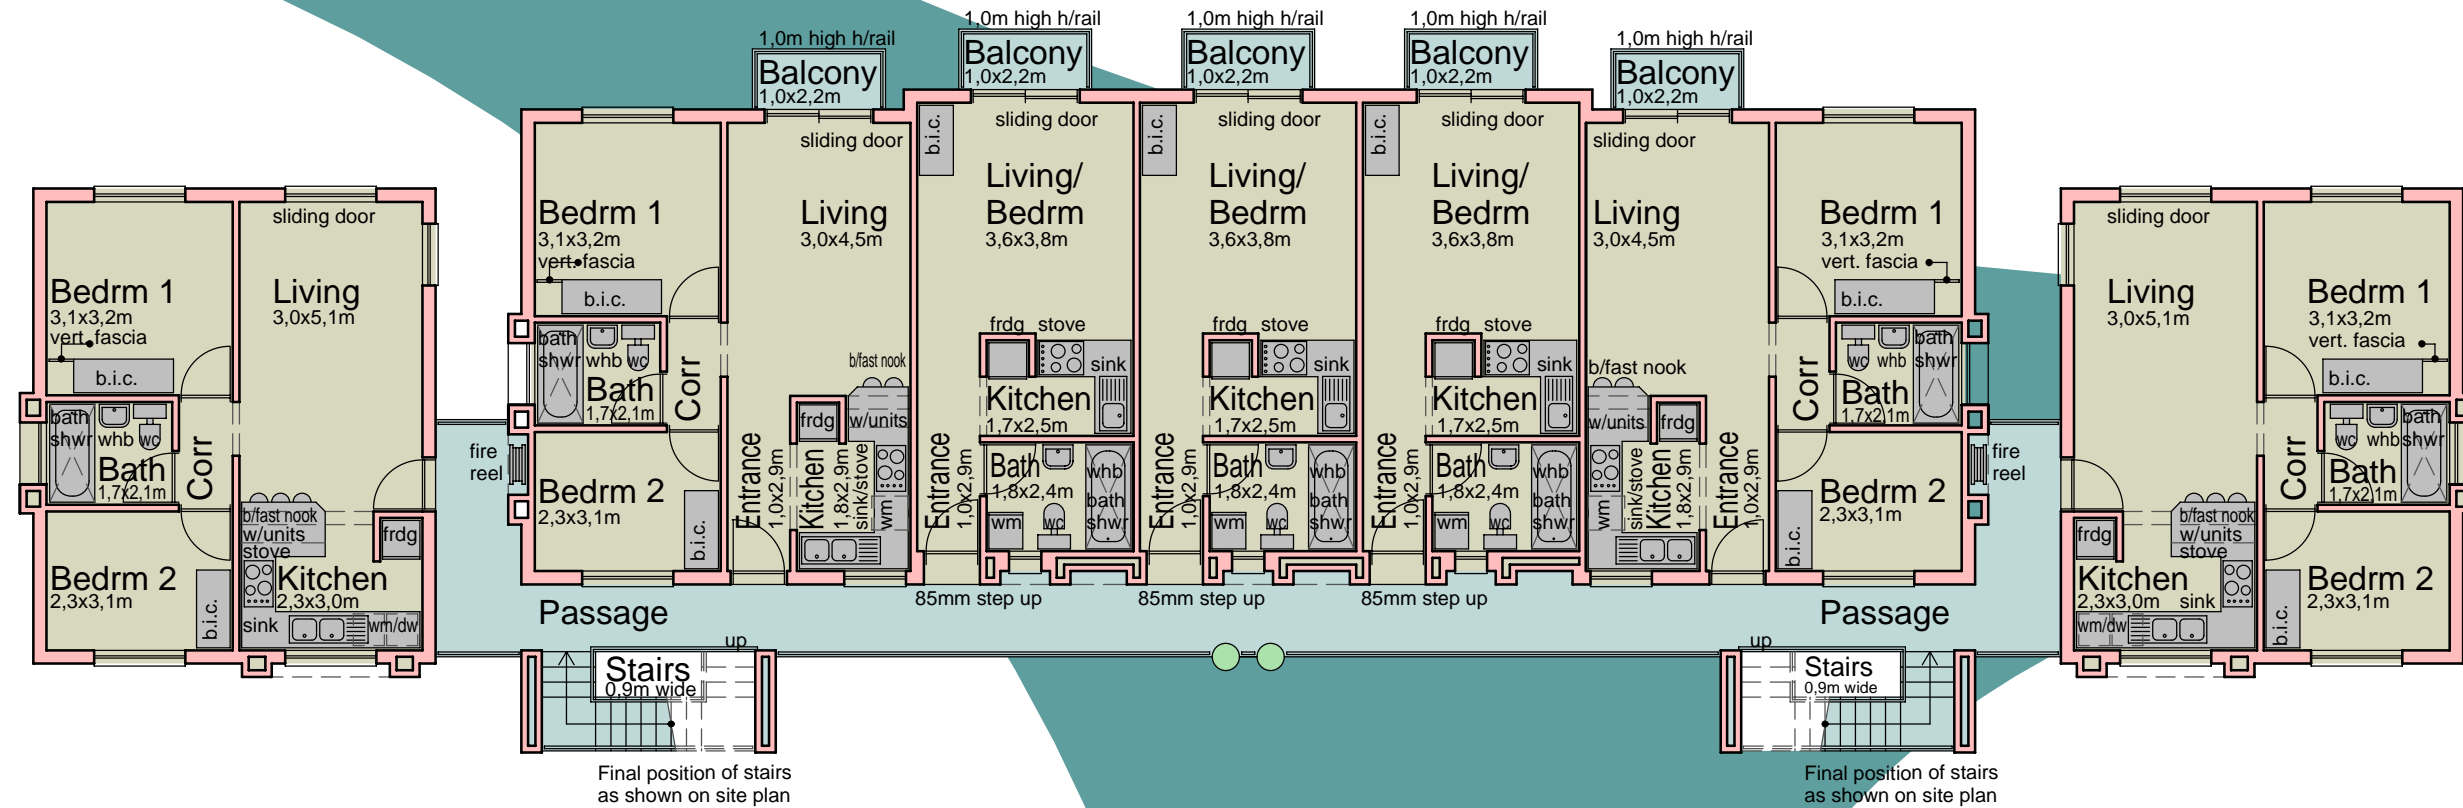 1,0m high h/rail
Balcony
1,0x2,2m
1,0m high h/rail
Balcony
1,0x2,2m
1,0m high h/rail
Balcony
1,0x2,2m
1,0m high h/rail
Balcony
1,0x2,2m
1,0m high h/rail
Balcony
1,0x2,2m
Bedrm 1
3,1x3,2m
vert. fascia
b.i.c.
sliding door
Living
3,0x5,1m
bath
shwr
whb
wc
Bath
1,7x2,1m
Corr
Bedrm 2
2,3x3,1m
b.i.c.
b/fast nook
w/units
stove
frdg
Kitchen
2,3x3,0m
sink
wm/dw
fire
reel
Bedrm 1
3,1x3,2m
vert. fascia
b.i.c.
bath
shwr
whb
wc
Bath
1,7x2,1m
Corr
Bedrm 2
2,3x3,1m
b.i.c.
sliding door
Living
3,0x4,5m
b/fast nook
frdg
w/units
Entrance
1,0x2,9m
Kitchen
1,8x2,9m
sink/stove
wm
b.i.c.
sliding door
Living/
Bedrm
3,6x3,8m
frdg
stove
sink
Kitchen
1,7x2,5m
Entrance
1,0x2,9m
Bath
1,8x2,4m
whb
bath
shwr
wm
wc
85mm step up
b.i.c.
sliding door
Living/
Bedrm
3,6x3,8m
frdg
stove
sink
Kitchen
1,7x2,5m
Entrance
1,0x2,9m
Bath
1,8x2,4m
whb
bath
shwr
wm
wc
85mm step up
b.i.c.
sliding door
Living/
Bedrm
3,6x3,8m
frdg
stove
sink
Kitchen
1,7x2,5m
Entrance
1,0x2,9m
Bath
1,8x2,4m
whb
bath
shwr
wm
wc
85mm step up
sliding door
Living
3,0x4,5m
b/fast nook
w/units
frdg
wm
sink/stove
Kitchen
1,8x2,9m
Entrance
1,0x2,9m
Bedrm 1
3,1x3,2m
vert. fascia
b.i.c.
Corr
wc
whb
bath
shwr
Bath
1,7x2,1m
Bedrm 2
2,3x3,1m
b.i.c.
fire
reel
sliding door
Living
3,0x5,1m
b/fast nook
w/units
stove
frdg
Kitchen
2,3x3,0m
sink
wm/dw
Bedrm 1
3,1x3,2m
vert. fascia
b.i.c.
Corr
wc
whb
bath
shwr
Bath
1,7x2,1m
Bedrm 2
2,3x3,1m
b.i.c.
Passage
up
Stairs
0,9m wide
Final position of stairs
as shown on site plan
Passage
up
Stairs
0,9m wide
Final position of stairs
as shown on site plan